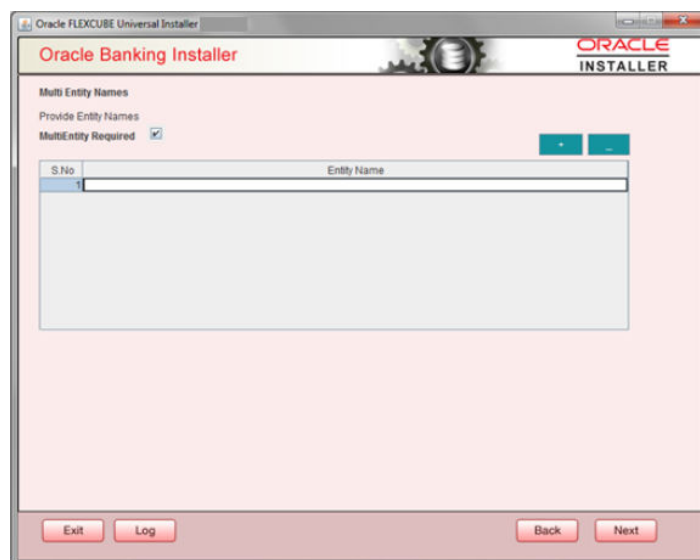 Oracle FLEXCUBE Universal Installer
Oracle Banking Installer
ORACLE
INSTALLER
Multi Entity Names
Provide Entity Names
MultiEntity Required
+ _
S.No Entity Name
1
Exit Log Back Next